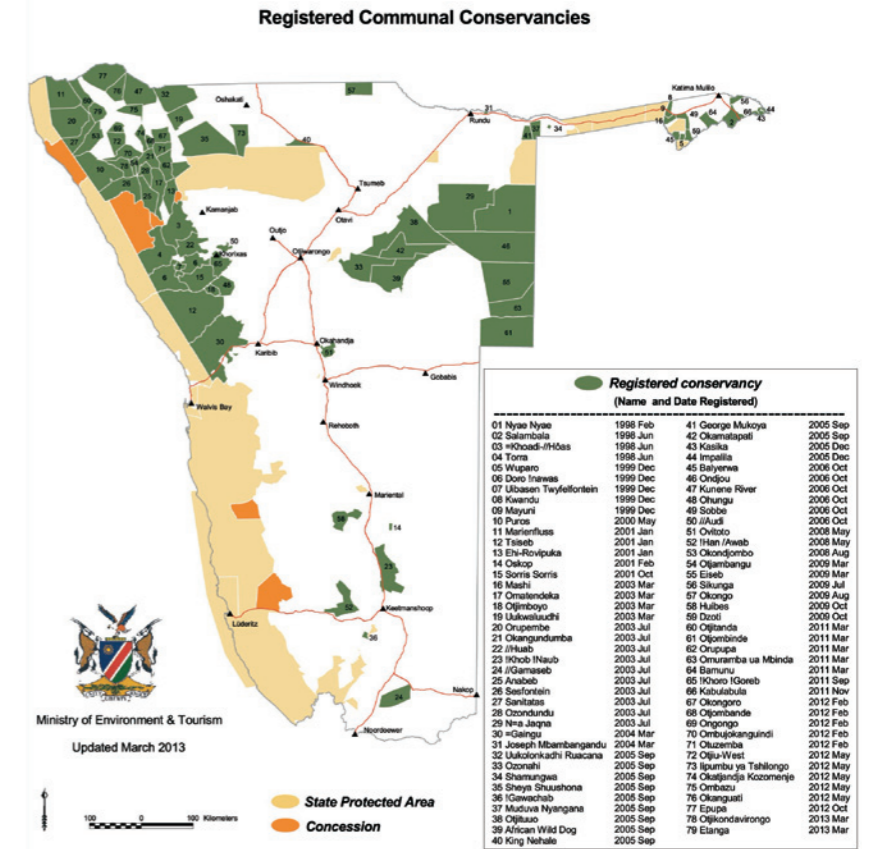 Registered Communal Conservancies
Oshakati
Katima Mulilo
Rundu
Tsumeb
Otavi
Kamanjab
Outjo
Khorixas
Otjiwarongo
Karibib
Okahandja
Gobabis
Windhoek
Walvis Bay
Rehoboth
Mariental
Keetmanshoop
Lüderitz
Nakop
Noordoewer
Registered conservancy
(Name and Date Registered)
01 Nyae Nyae 1998 Feb
02 Salambala 1998 Jun
03 ≠Khoadi-//Hôas 1998 Jun
04 Torra 1998 Jun
05 Wuparo 1999 Dec
06 Doro !nawas 1999 Dec
07 Uibasen Twyfelfontein 1999 Dec
08 Kwandu 1999 Dec
09 Mayuni 1999 Dec
10 Puros 2000 May
11 Marienfluss 2001 Jan
12 Tsiseb 2001 Jan
13 Ehi-Rovipuka 2001 Jan
14 Oskop 2001 Feb
15 Sorris Sorris 2001 Oct
16 Mashi 2003 Mar
17 Omatendeka 2003 Mar
18 Otjimboyo 2003 Mar
19 Uukwaluudhi 2003 Mar
20 Orupembe 2003 Jul
21 Okangundumba 2003 Jul
22 //Huab 2003 Jul
23 !Khob !Naub 2003 Jul
24 //Gamaseb 2003 Jul
25 Anabeb 2003 Jul
26 Sesfontein 2003 Jul
27 Sanitatas 2003 Jul
28 Ozondundu 2003 Jul
29 N=a Jaqna 2003 Jul
30 =Gaingu 2004 Mar
31 Joseph Mbambangandu 2004 Mar
32 Uukolonkadhi Ruacana 2005 Sep
33 Ozonahi 2005 Sep
34 Shamungwa 2005 Sep
35 Sheya Shuushona 2005 Sep
36 !Gawachab 2005 Sep
37 Muduva Nyangana 2005 Sep
38 Otjituuo 2005 Sep
39 African Wild Dog 2005 Sep
40 King Nehale 2005 Sep
41 George Mukoya 2005 Sep
42 Okamatapati 2005 Sep
43 Kasika 2005 Dec
44 Impalila 2005 Dec
45 Balyerwa 2006 Oct
46 Ondjou 2006 Oct
47 Kunene River 2006 Oct
48 Ohungu 2006 Oct
49 Sobbe 2006 Oct
50 //Audi 2006 Oct
51 Ovitoto 2008 May
52 !Han /Awab 2008 May
53 Okondjombo 2008 Aug
54 Otjambangu 2009 Mar
55 Eiseb 2009 Mar
56 Sikunga 2009 Jul
57 Okongo 2009 Aug
58 Huibes 2009 Oct
59 Dzoti 2009 Oct
60 Otjitanda 2011 Mar
61 Otjombinde 2011 Mar
62 Orupupa 2011 Mar
63 Omuramba ua Mbinda 2011 Mar
64 Bamunu 2011 Mar
65 !Khoro !Goreb 2011 Sep
66 Kabulabula 2011 Nov
67 Okongoro 2012 Feb
68 Otjombande 2012 Feb
69 Ongongo 2012 Feb
70 Ombujokanguindi 2012 Feb
71 Otuzemba 2012 Feb
72 Otjiu-West 2012 May
73 Iipumbu ya Tshilongo 2012 May
74 Okatjandja Kozomenje 2012 May
75 Ombazu 2012 May
76 Okanguati 2012 May
77 Epupa 2012 Oct
78 Otjikondavirongo 2013 Mar
79 Etanga 2013 Mar
Ministry of Environment & Tourism
Updated March 2013
100 0 100 Kilometers
State Protected Area
Concession